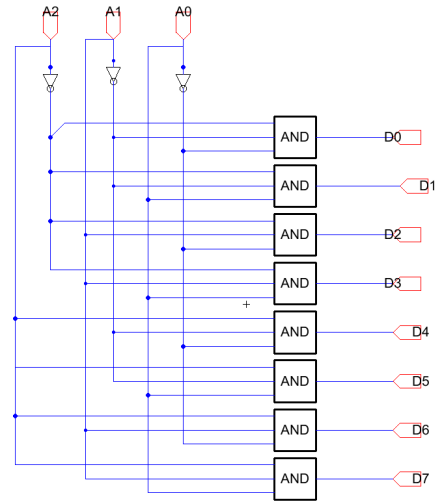 A2 A1 A0
AND D0
AND D1
AND D2
AND D3
AND D4
AND D5
AND D6
AND D7